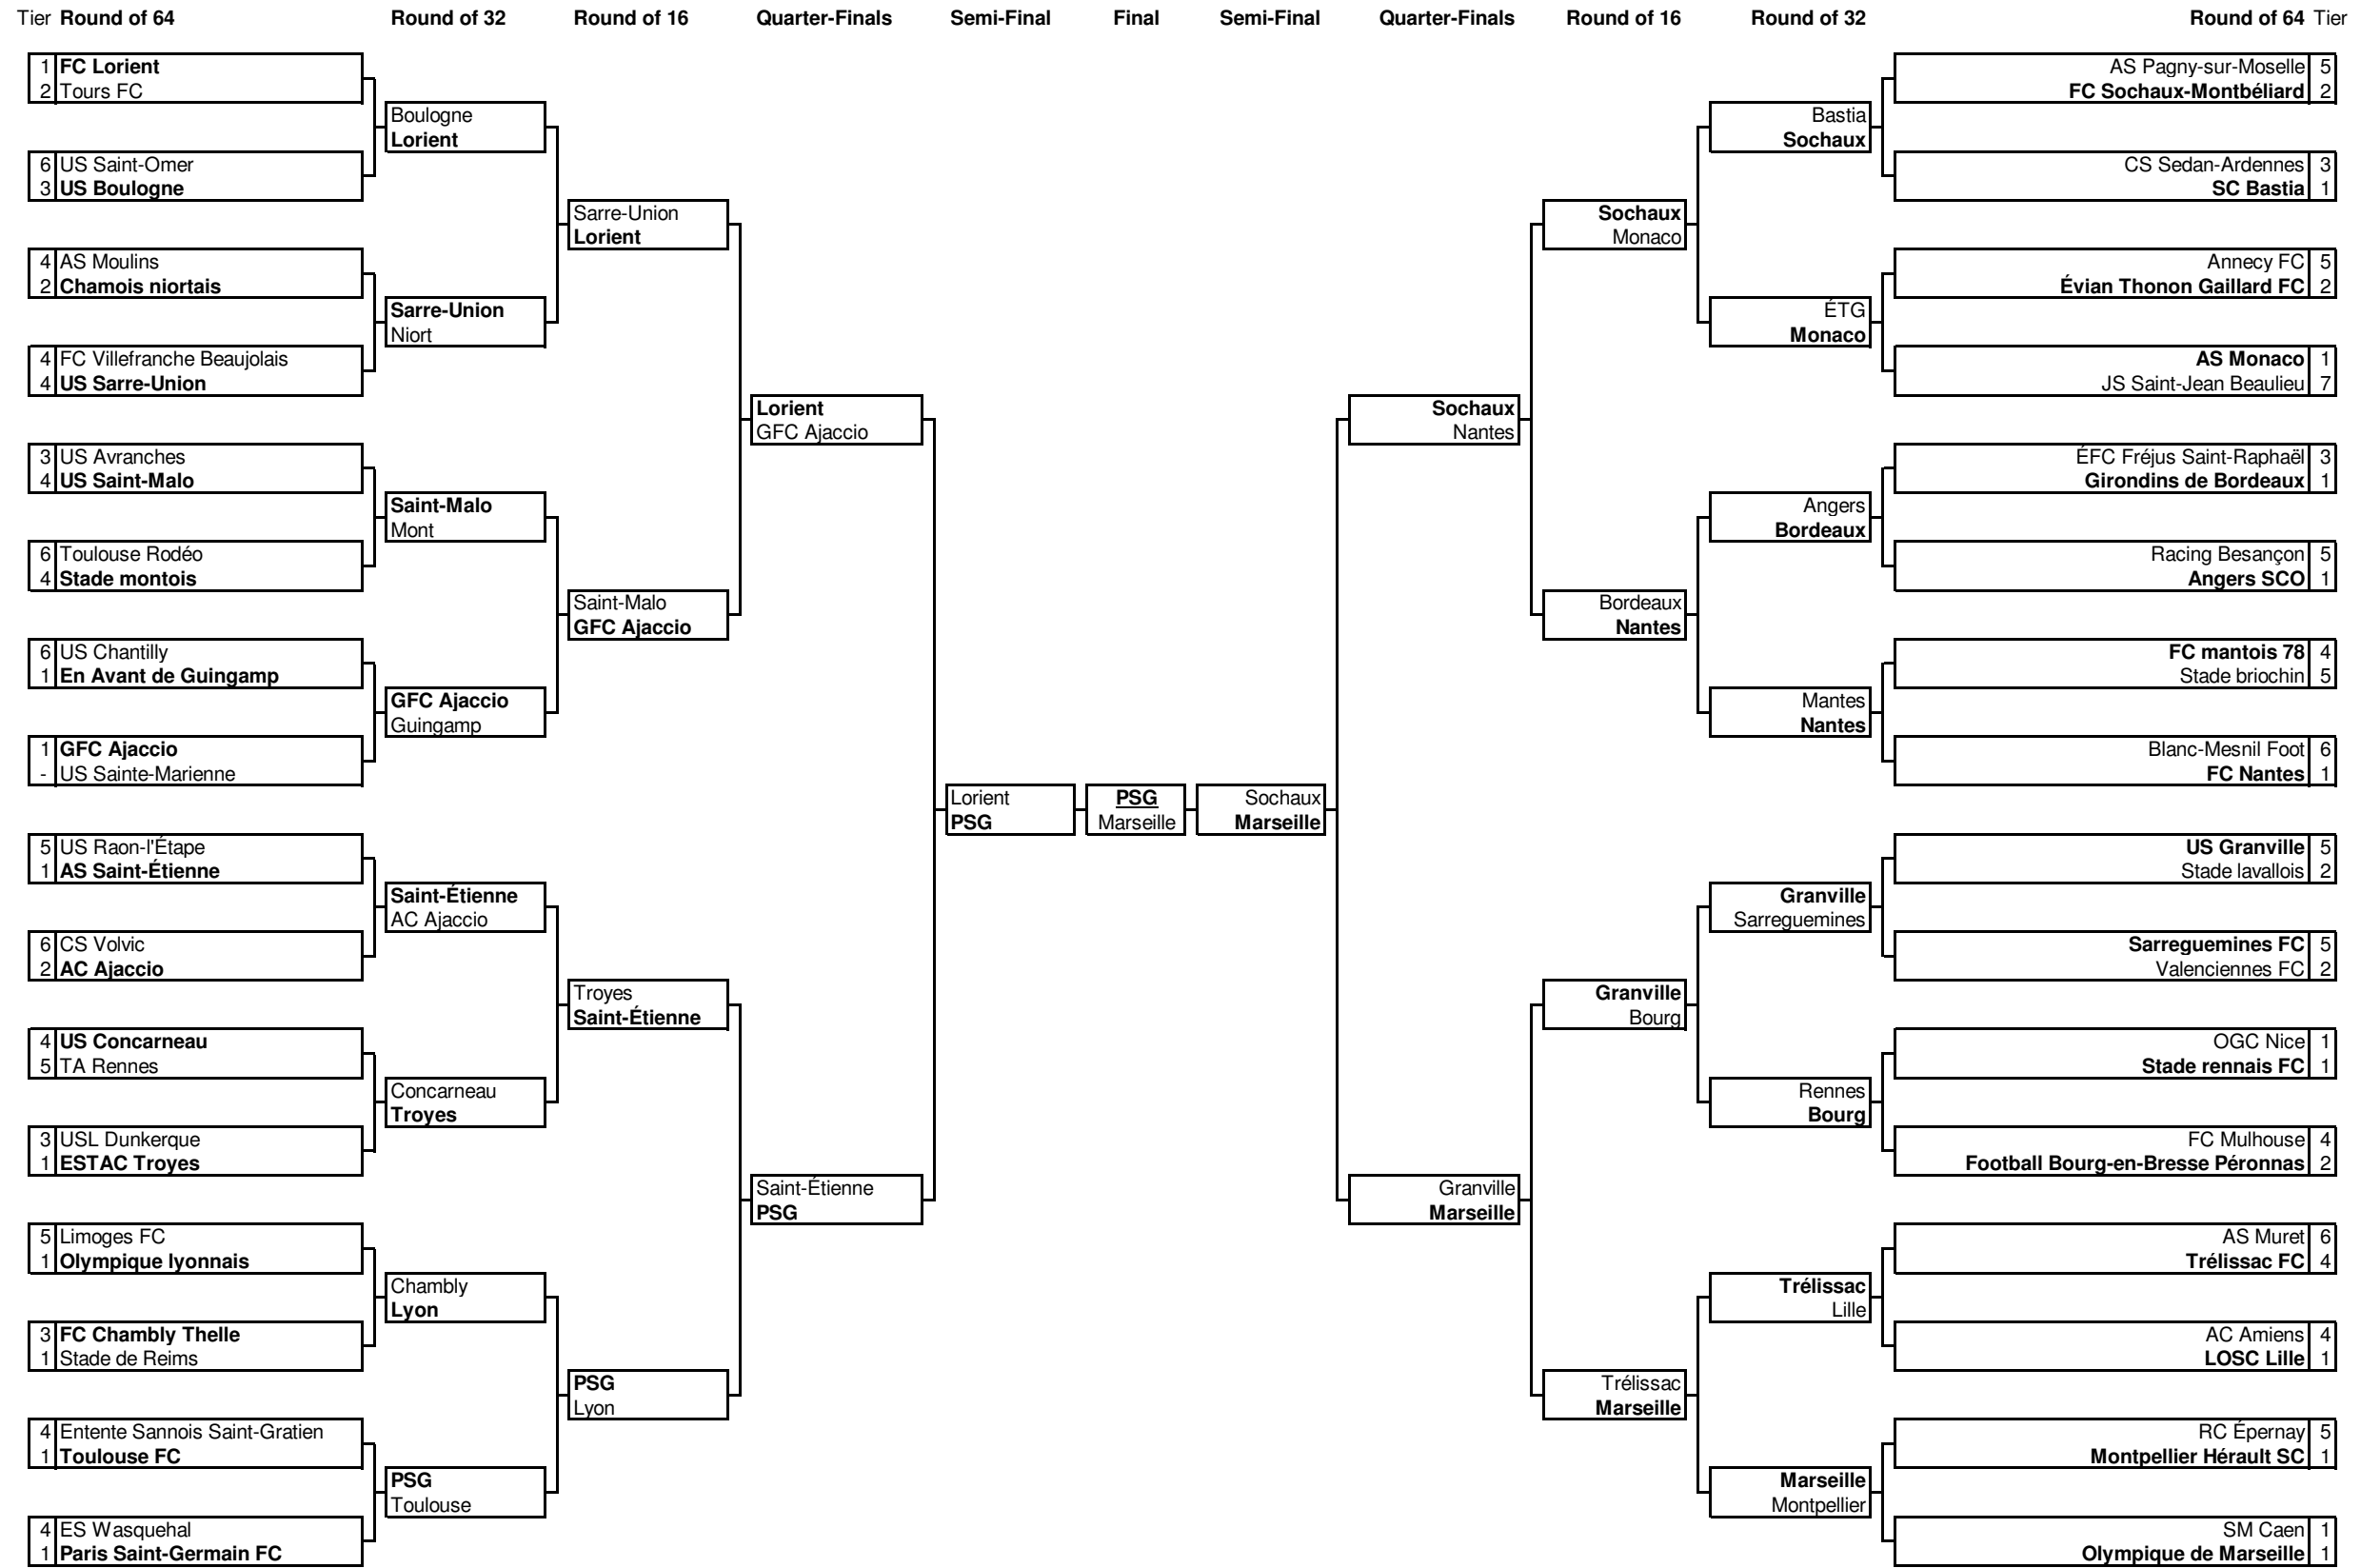 Tier Round of 64 Round of 32 Round of 16 Quarter-Finals Semi-Final Final Semi-Final Quarter-Finals Round of 16 Round of 32 Round of 64 Tier
1 FC Lorient
2 Tours FC
6 US Saint-Omer
3 US Boulogne
4 AS Moulins
2 Chamois niortais
4 FC Villefranche Beaujolais
4 US Sarre-Union
3 US Avranches
4 US Saint-Malo
6 Toulouse Rodéo
4 Stade montois
6 US Chantilly
1 En Avant de Guingamp
1 GFC Ajaccio
- US Sainte-Marienne
5 US Raon-l'Étape
1 AS Saint-Étienne
6 CS Volvic
2 AC Ajaccio
4 US Concarneau
5 TA Rennes
3 USL Dunkerque
1 ESTAC Troyes
5 Limoges FC
1 Olympique lyonnais
3 FC Chambly Thelle
1 Stade de Reims
4 Entente Sannois Saint-Gratien
1 Toulouse FC
4 ES Wasquehal
1 Paris Saint-Germain FC
Boulogne
Lorient
Sarre-Union
Niort
Saint-Malo
Mont
GFC Ajaccio
Guingamp
Saint-Étienne
AC Ajaccio
Concarneau
Troyes
Chambly
Lyon
PSG
Toulouse
Sarre-Union
Lorient
Saint-Malo
GFC Ajaccio
Troyes
Saint-Étienne
PSG
Lyon
Lorient
GFC Ajaccio
Saint-Étienne
PSG
Lorient
PSG
PSG
Marseille
Sochaux
Marseille
Sochaux
Nantes
Granville
Marseille
Sochaux
Monaco
Bordeaux
Nantes
Granville
Bourg
Trélissac
Marseille
Bastia
Sochaux
ÉTG
Monaco
Angers
Bordeaux
Mantes
Nantes
Granville
Sarreguemines
Rennes
Bourg
Trélissac
Lille
Marseille
Montpellier
AS Pagny-sur-Moselle 5
FC Sochaux-Montbéliard 2
CS Sedan-Ardennes 3
SC Bastia 1
Annecy FC 5
Évian Thonon Gaillard FC 2
AS Monaco 1
JS Saint-Jean Beaulieu 7
ÉFC Fréjus Saint-Raphaël 3
Girondins de Bordeaux 1
Racing Besançon 5
Angers SCO 1
FC mantois 78 4
Stade briochin 5
Blanc-Mesnil Foot 6
FC Nantes 1
US Granville 5
Stade lavallois 2
Sarreguemines FC 5
Valenciennes FC 2
OGC Nice 1
Stade rennais FC 1
FC Mulhouse 4
Football Bourg-en-Bresse Péronnas 2
AS Muret 6
Trélissac FC 4
AC Amiens 4
LOSC Lille 1
RC Épernay 5
Montpellier Hérault SC 1
SM Caen 1
Olympique de Marseille 1